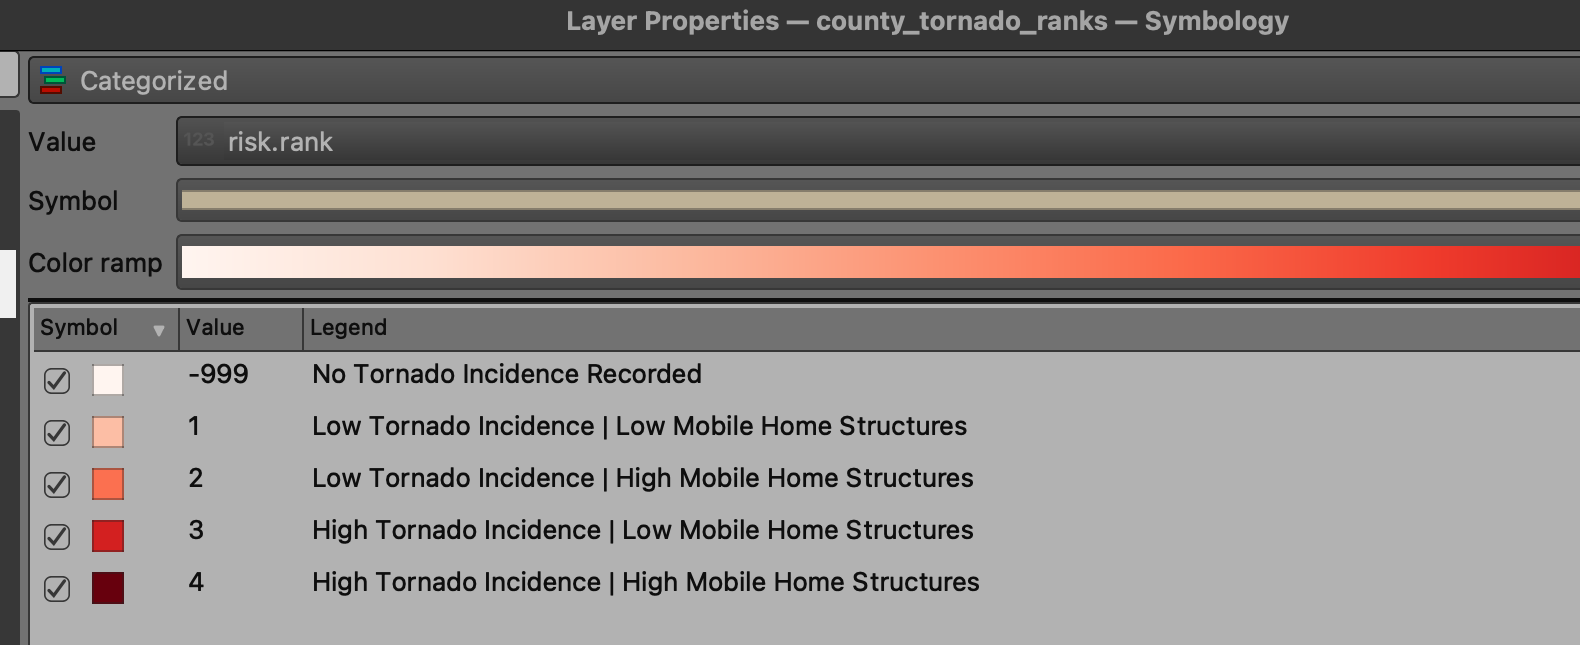 Layer Properties — county_tornado_ranks — Symbology
Categorized
Value 123 risk.rank
Symbol
Color ramp
Symbol Value Legend
-999 No Tornado Incidence Recorded
1 Low Tornado Incidence | Low Mobile Home Structures
2 Low Tornado Incidence | High Mobile Home Structures
3 High Tornado Incidence | Low Mobile Home Structures
4 High Tornado Incidence | High Mobile Home Structures